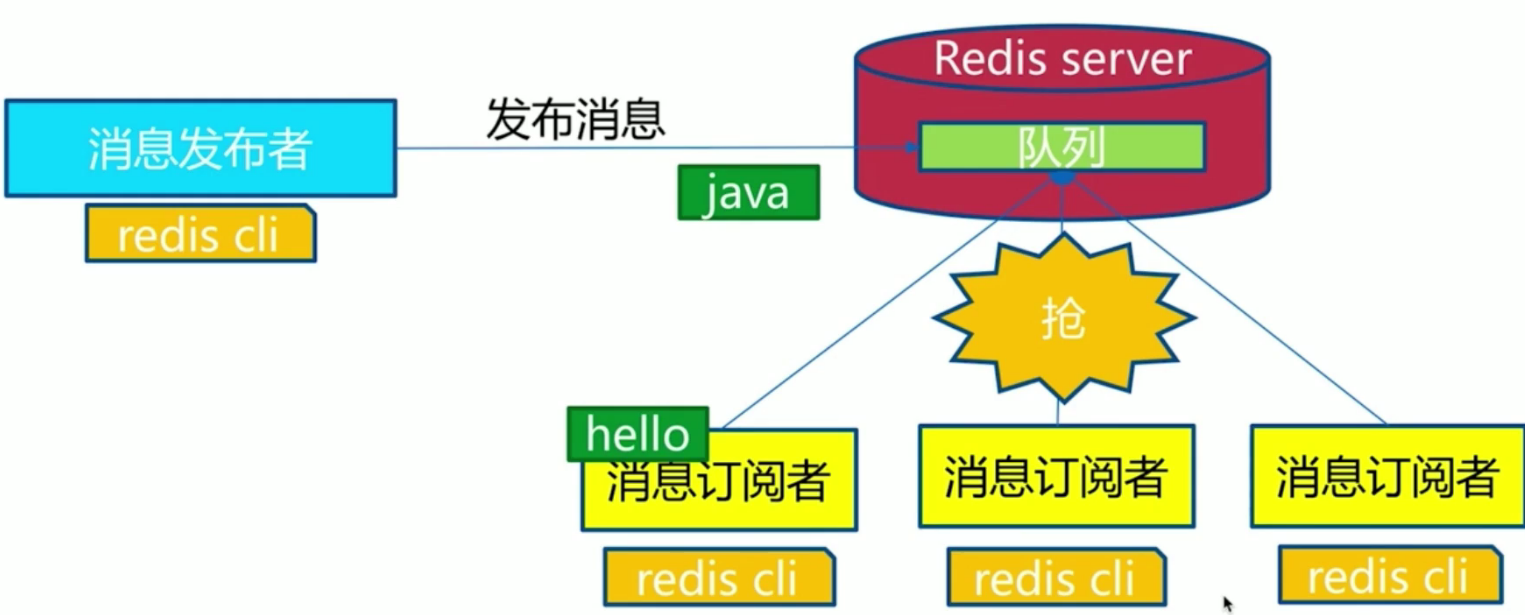 Redis server
发布消息
消息发布者
队列
java
redis cli
抢
hello
消息订阅者
消息订阅者
消息订阅者
redis cli
redis cli
redis cli